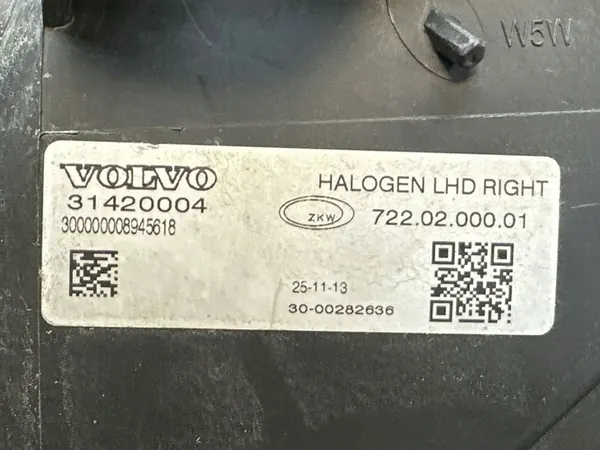 W5W
VOLVO
31420004
300000008945618
HALOGEN LHD RIGHT
ZKW
722.02.000.01
25-11-13
30-00282636